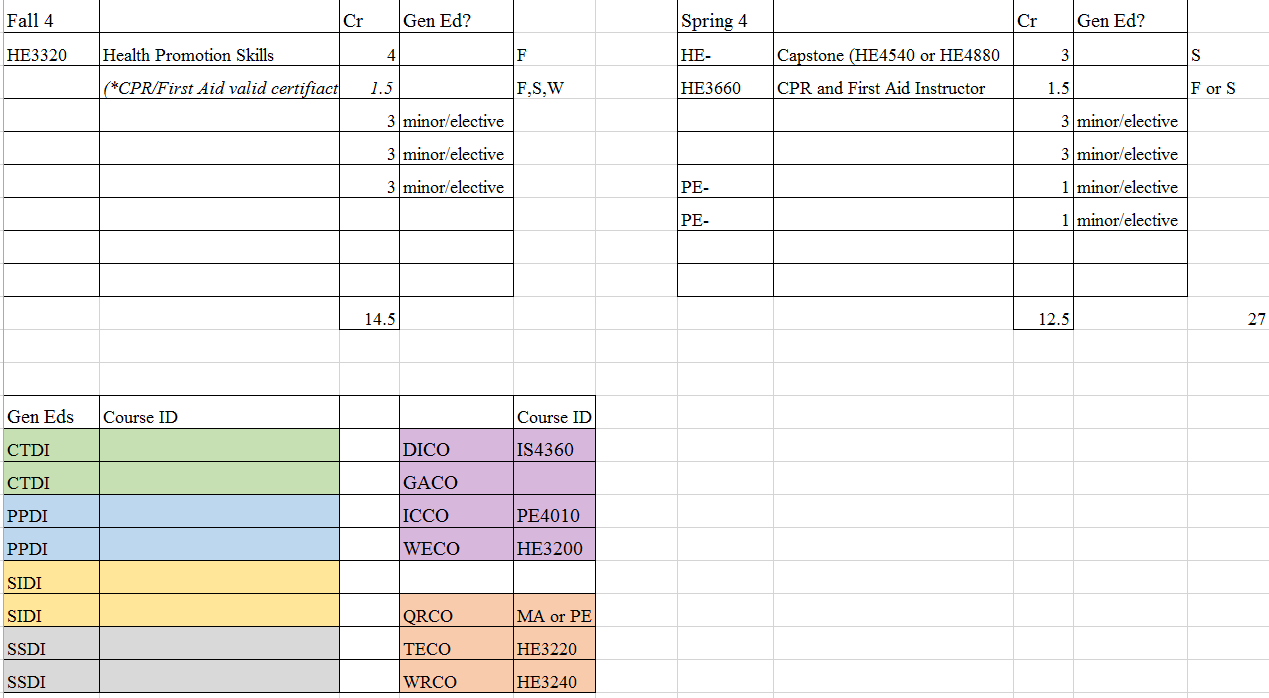 Fall 4 Cr Gen Ed? Spring 4 Cr Gen Ed?
HE3320 Health Promotion Skills 4 F HE- Capstone (HE4540 or HE4880 3 S
(*CPR/First Aid valid certifiact 1.5 F,S,W HE3660 CPR and First Aid Instructor 1.5 F or S
3 minor/elective 3 minor/elective
3 minor/elective 3 minor/elective
3 minor/elective PE- 1 minor/elective
PE- 1 minor/elective
14.5 12.5 27
Gen Eds Course ID Course ID
CTDI DICO IS4360
CTDI GACO
PPDI ICCO PE4010
PPDI WECO HE3200
SIDI
SIDI QRCO MA or PE
SSDI TECO HE3220
SSDI WRCO HE3240